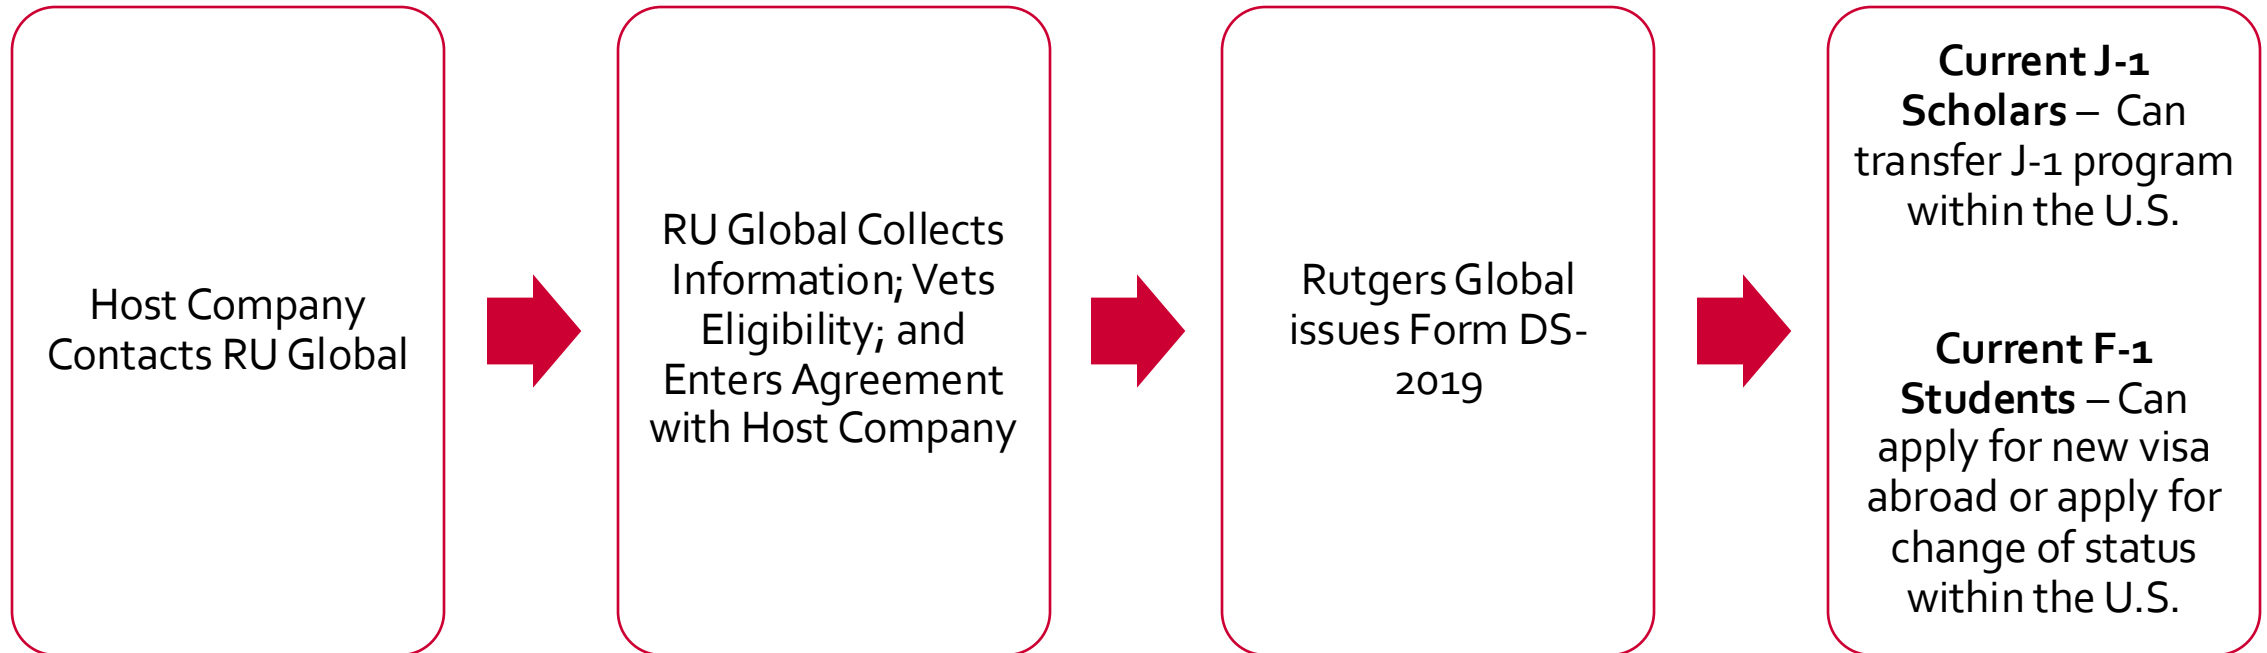 Host Company
Contacts RU Global
RU Global Collects
Information; Vets
Eligibility; and
Enters Agreement
with Host Company
Rutgers Global
issues Form DS-
2019
Current J-1
Scholars – Can
transfer J-1 program
within the U.S.
Current F-1
Students – Can
apply for new visa
abroad or apply for
change of status
within the U.S.